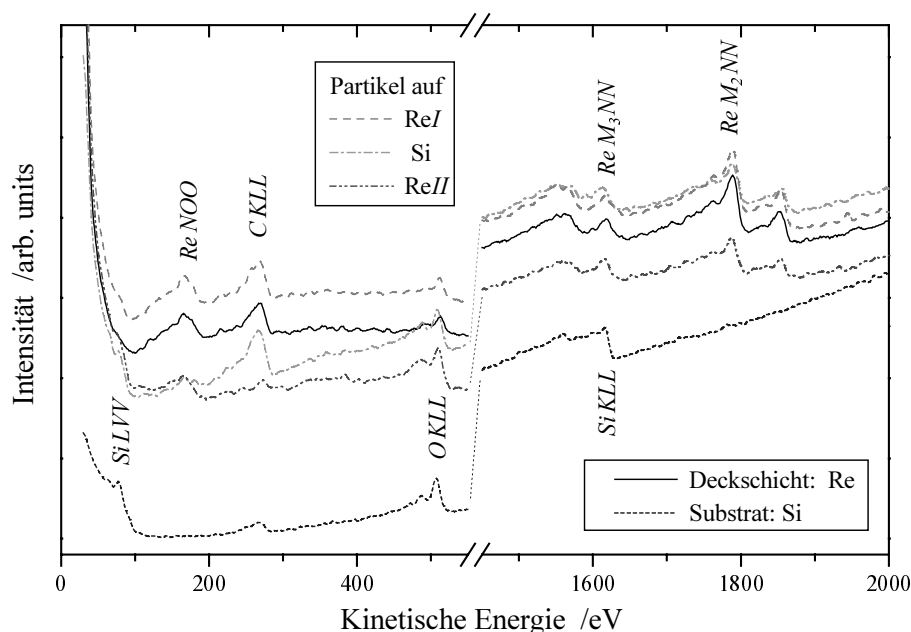 Partikel auf
ReI
Si
ReII
Re NOO
C KLL
Si LVV
O KLL
Re M3NN
Re M2NN
Si KLL
Deckschicht: Re
Substrat: Si
Intensität /arb. units
0
200
400
1600
1800
2000
Kinetische Energie /eV